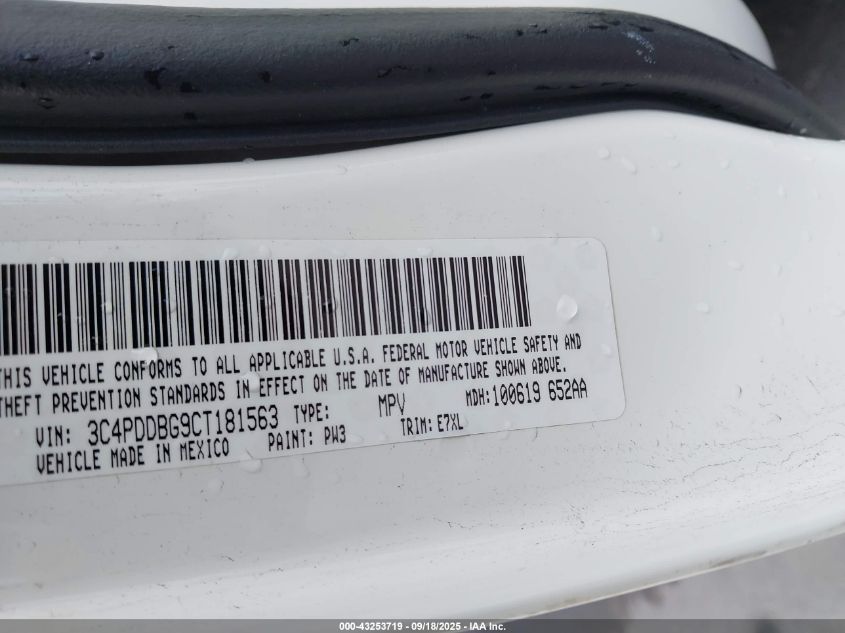 THIS VEHICLE CONFORMS TO ALL APPLICABLE U.S.A. FEDERAL MOTOR VEHICLE SAFETY AND
THEFT PREVENTION STANDARDS IN EFFECT ON THE DATE OF MANUFACTURE SHOWN ABOVE.
VIN: 3C4PDDBG9CT181563 TYPE: MPV MDH:100619 652AA
VEHICLE MADE IN MEXICO PAINT: PW3 TRIM: E7XL
000-43253719 - 09/18/2025 - IAA Inc.